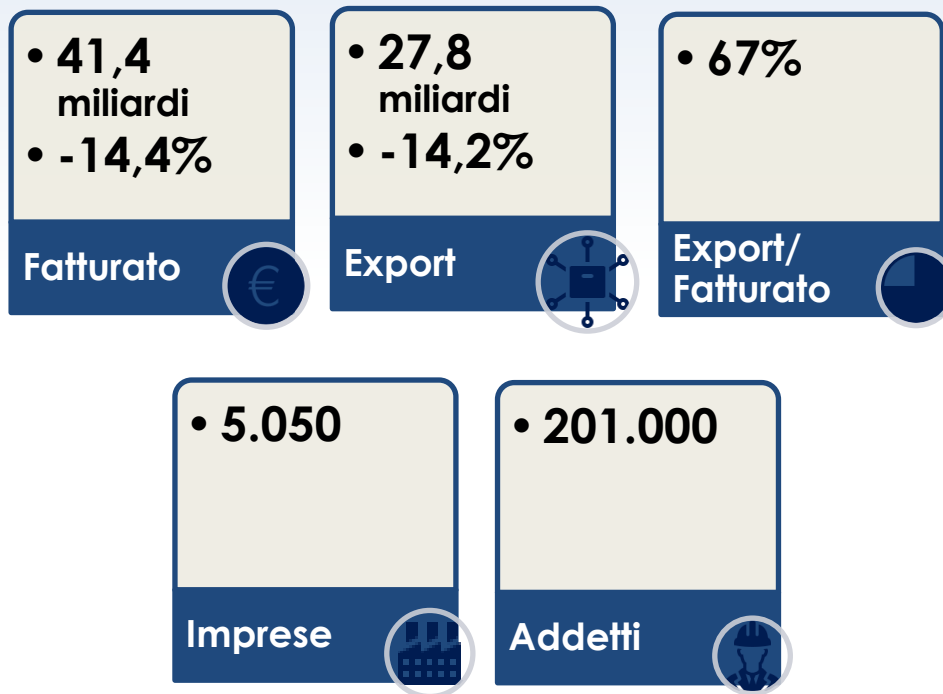 • 41,4
miliardi
• -14,4%
Fatturato
€
• 27,8
miliardi
• -14,2%
Export
• 67%
Export/
Fatturato
• 5.050
Imprese
• 201.000
Addetti